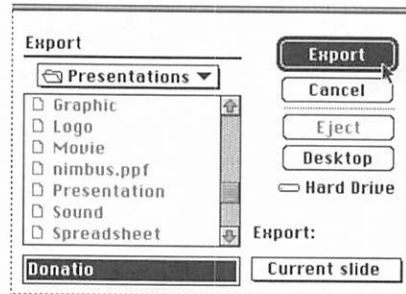 Export
Presentations
Graphic
Logo
Movie
nimbus.ppf
Presentation
Sound
Spreadsheet
Donatio
Export
Cancel
Eject
Desktop
Hard Drive
Export:
Current slide